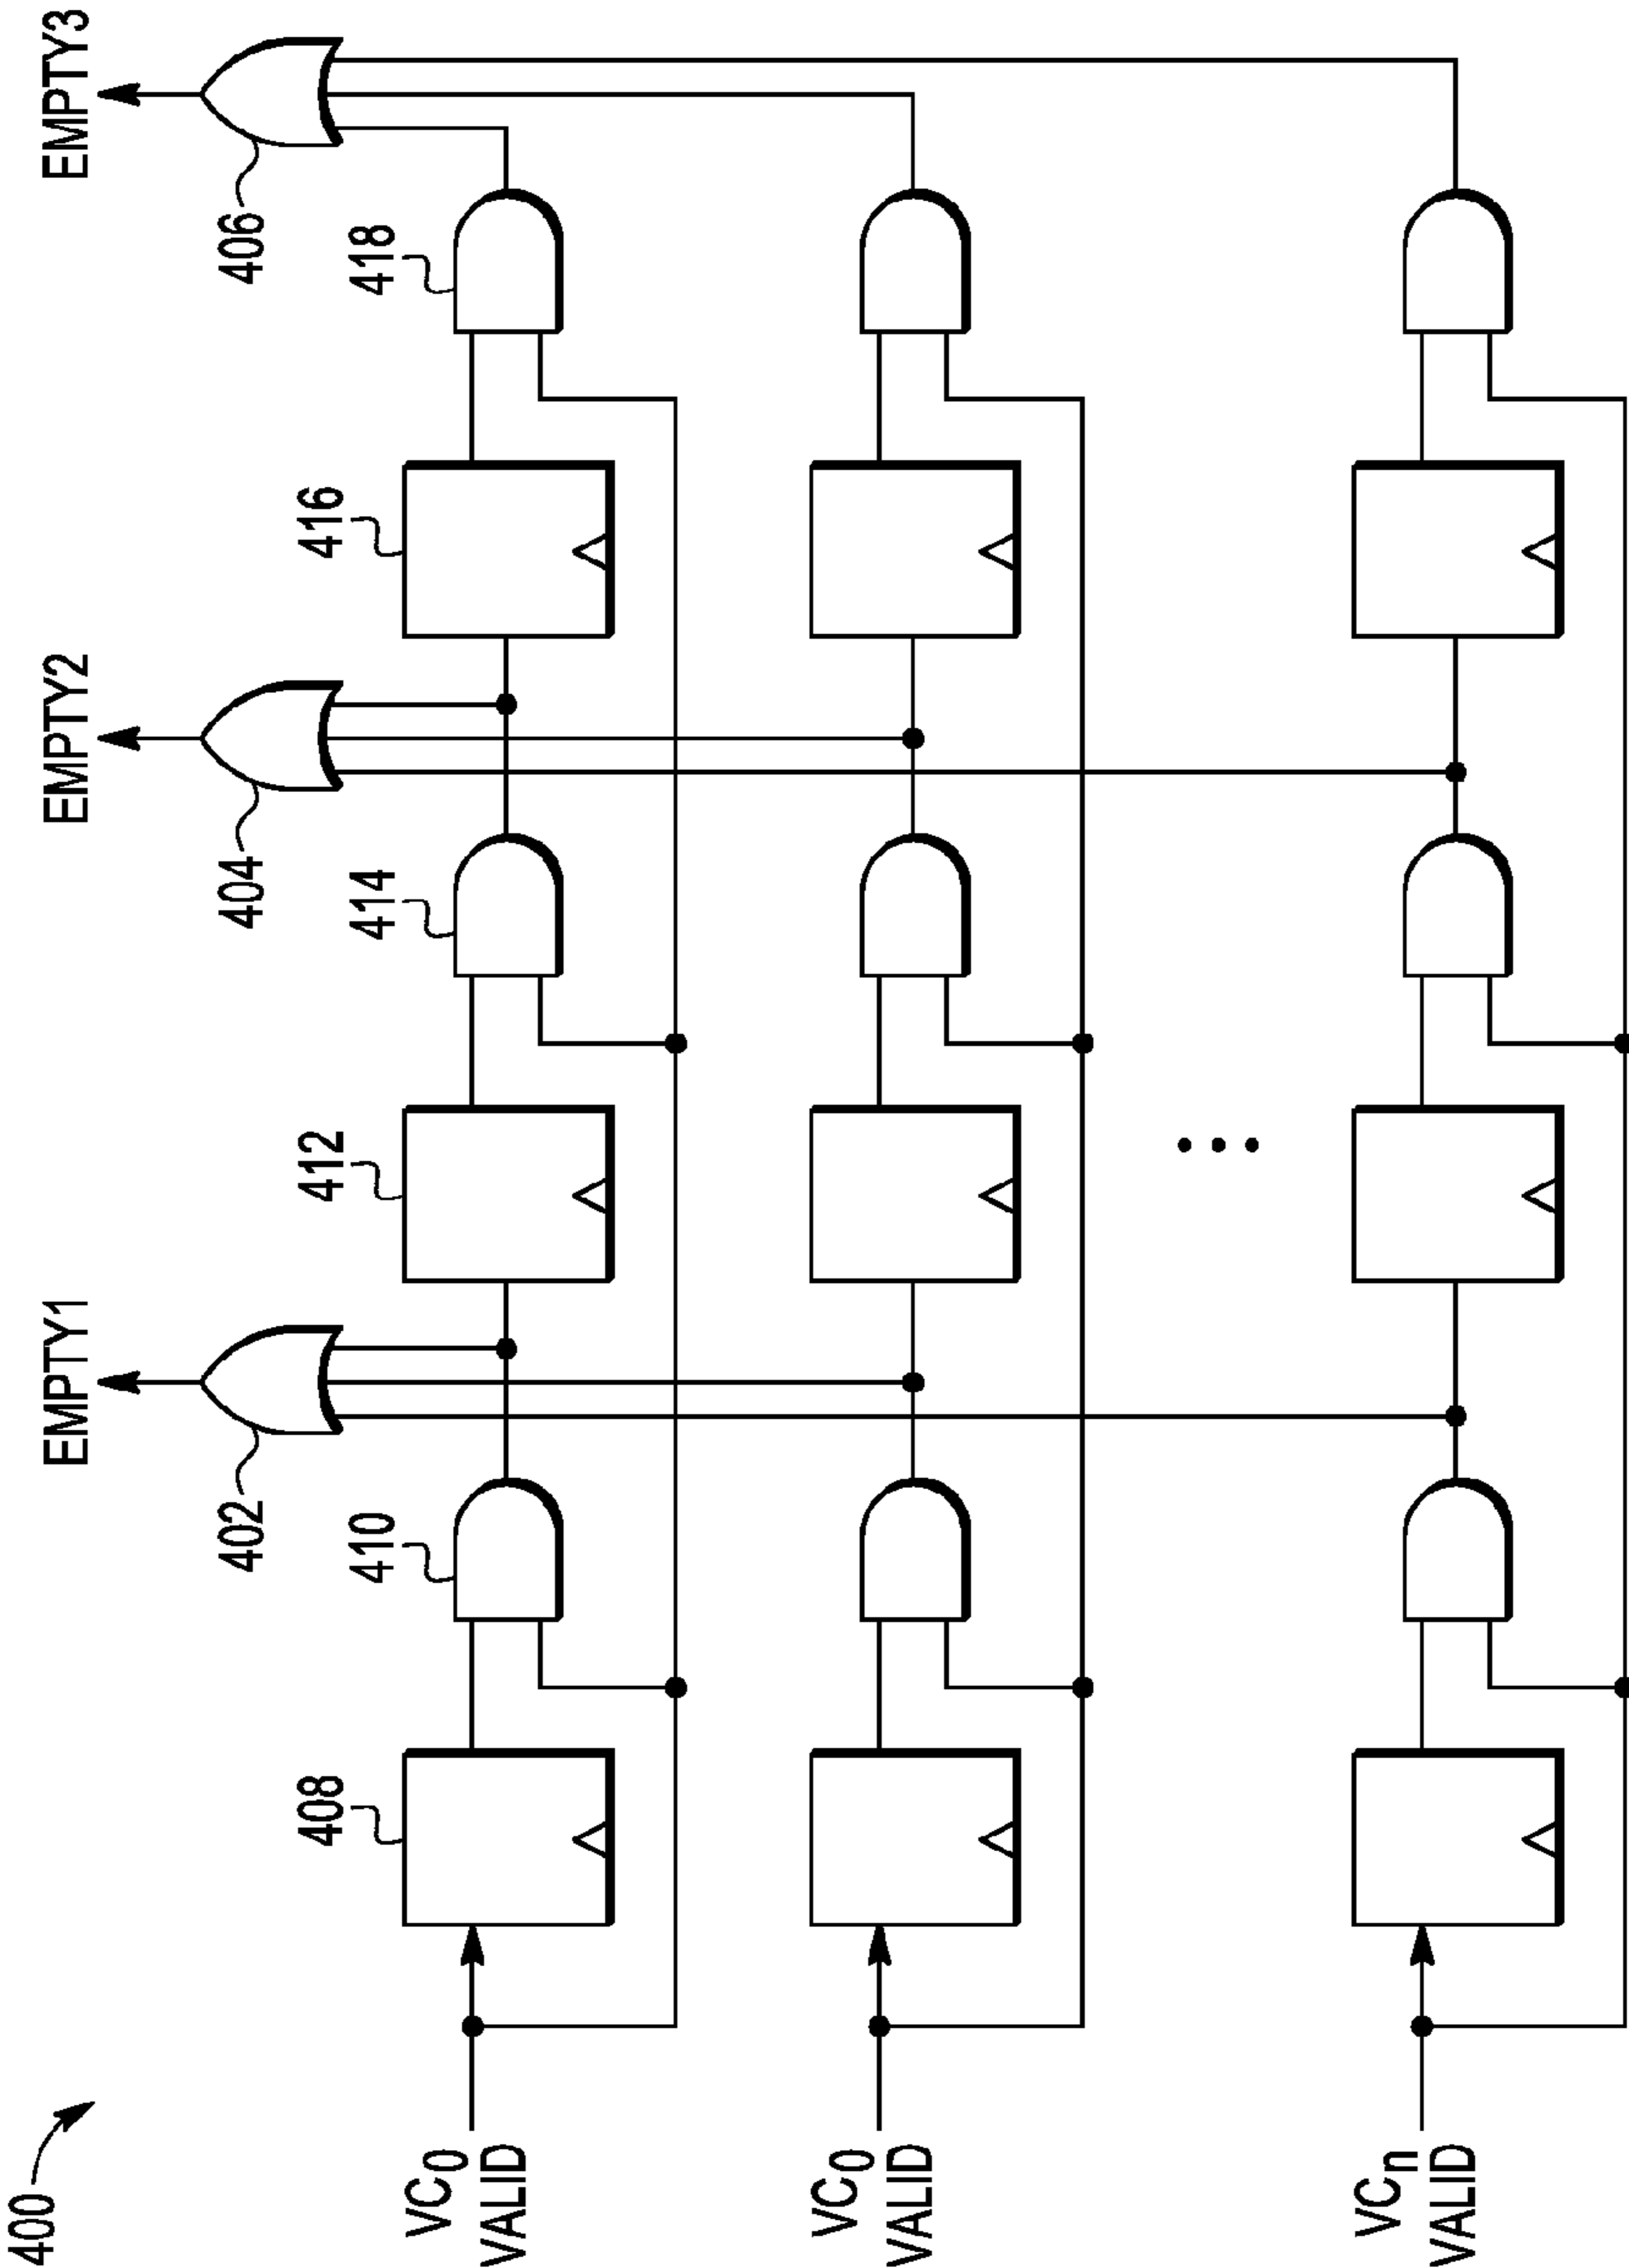 400
EMPTY1
EMPTY2
EMPTY3
402
404
406
408
410
412
414
416
418
VC0
VALID
VC0
VALID
...
VCn
VALID